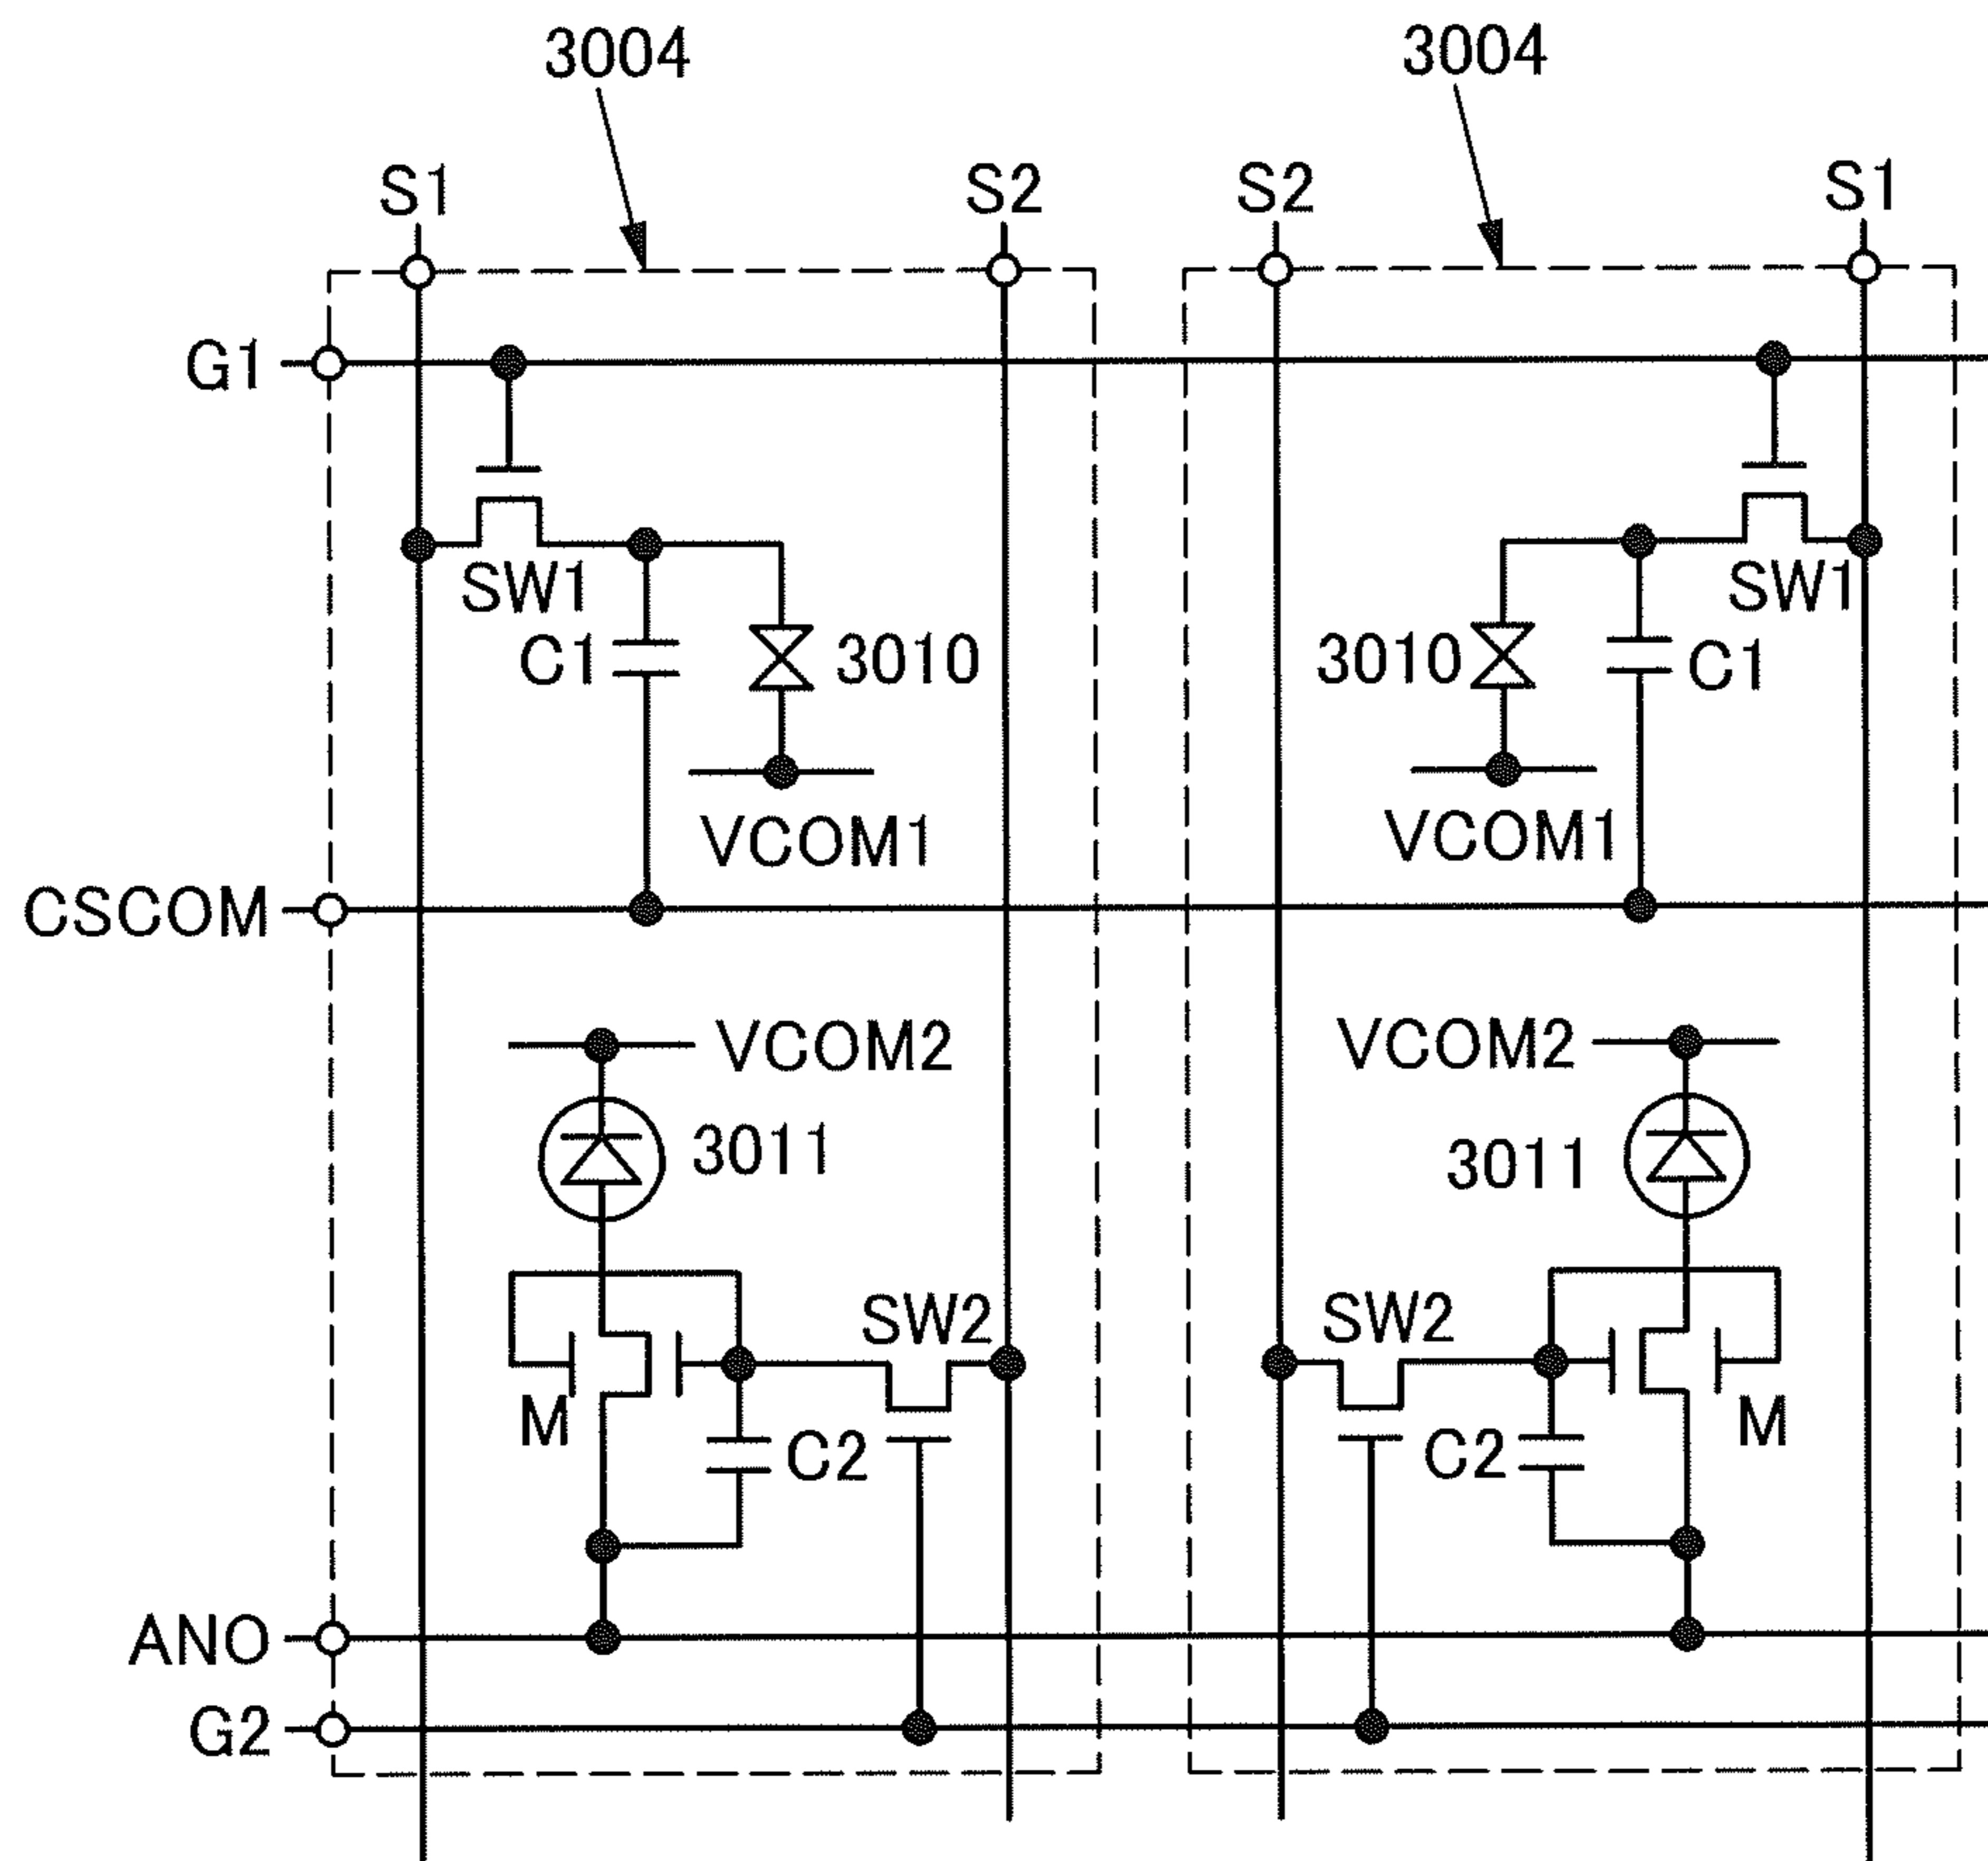 3004 3004
S1 S2 S2 S1
G1
SW1 SW1
C1 3010 3010 C1
VCOM1 VCOM1
CSCOM
VCOM2 VCOM2
3011 3011
SW2 SW2
M C2 C2 M
ANO
G2